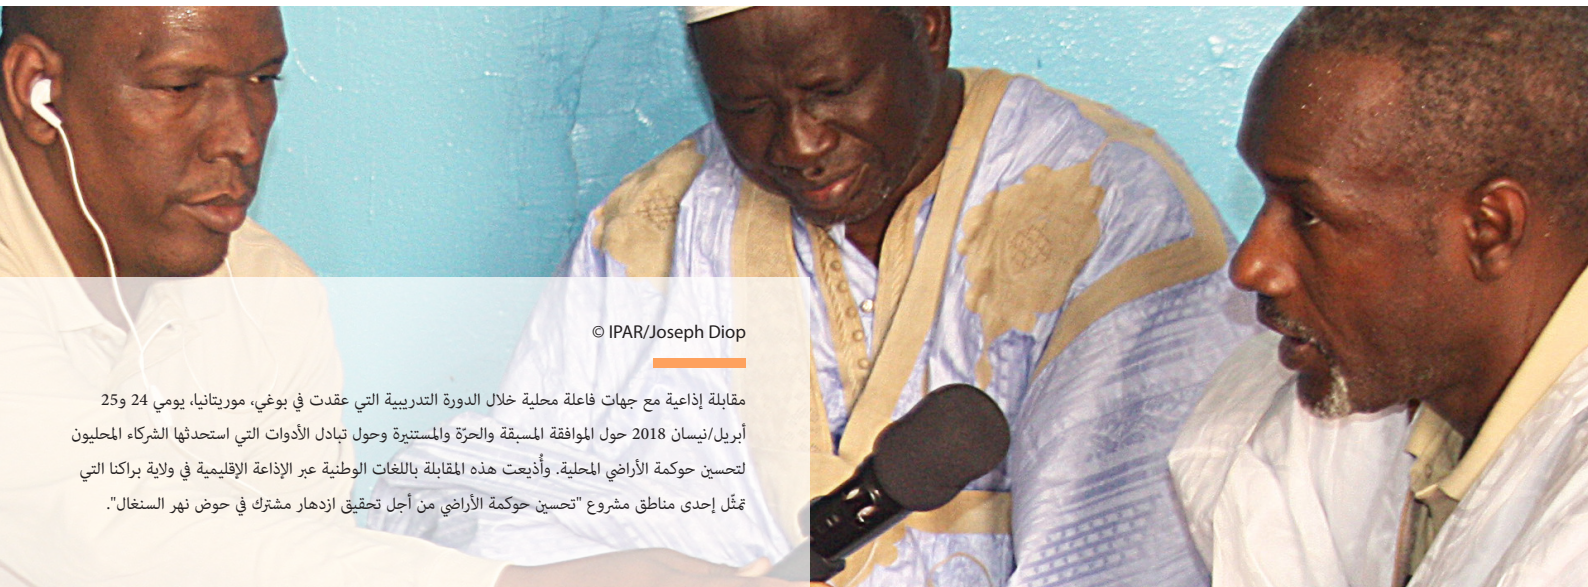 © IPAR/Joseph Diop
مقابلة إذاعية مع جهات فاعلة محلية خلال الدورة التدريبية التي عقدت في بوغي، موريتانيا، يومي 24 و25
أبريل/نيسان 2018 حول الموافقة المسبقة والحرّة والمستنيرة وحول تبادل الأدوات التي استحدثها الشركاء المحليون
لتحسين حوكمة الأراضي المحلية. وأُذيعت هذه المقابلة باللغات الوطنية عبر الإذاعة الإقليمية في ولاية براكنا التي
تمثّل إحدى مناطق مشروع "تحسين حوكمة الأراضي من أجل تحقيق ازدهار مشترك في حوض نهر السنغال".